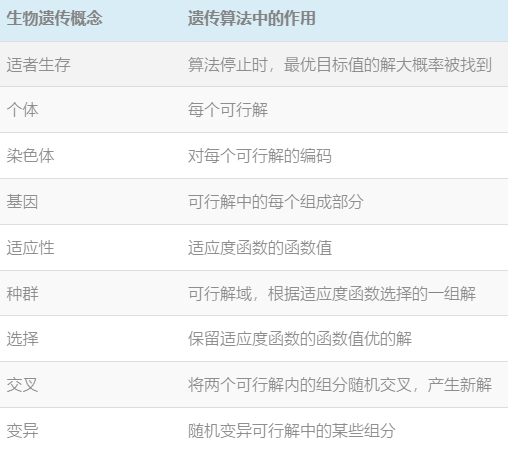 生物遗传概念 遗传算法中的作用
适者生存 算法停止时，最优目标值的解大概率被找到
个体 每个可行解
染色体 对每个可行解的编码
基因 可行解中的每个组成部分
适应性 适应度函数的函数值
种群 可行解域，根据适应度函数选择的一组解
选择 保留适应度函数的函数值优的解
交叉 将两个可行解内的组分随机交叉，产生新解
变异 随机变异可行解中的某些组分